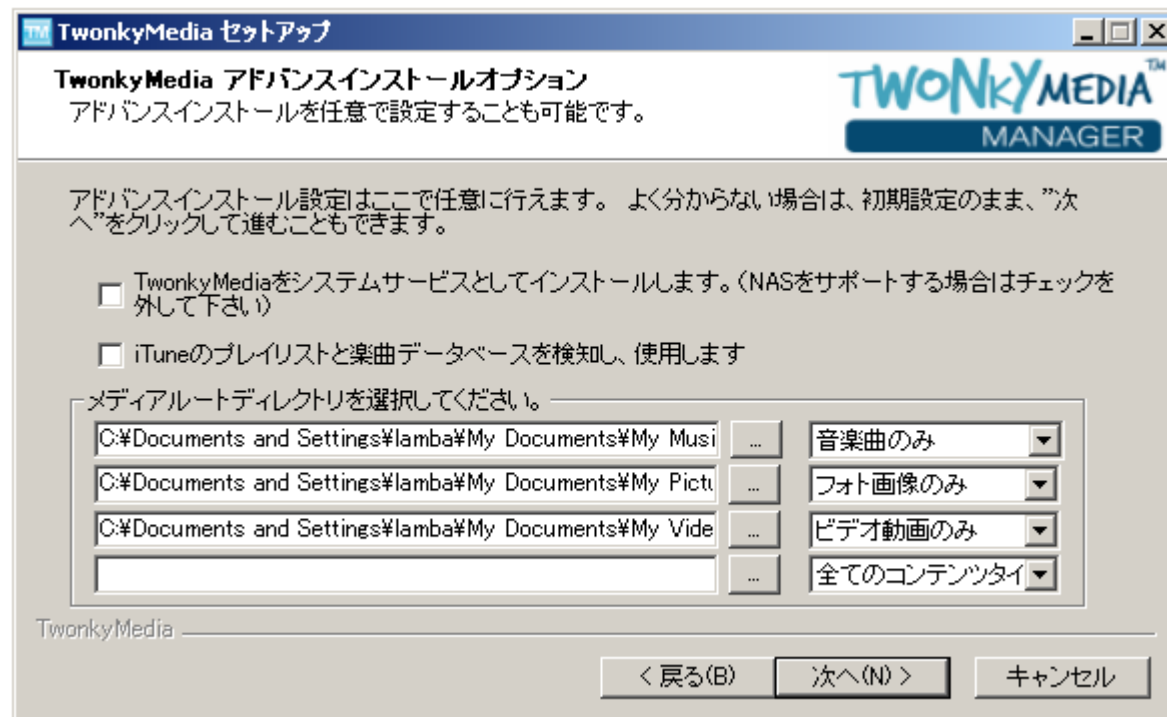 TM TwonkyMedia セットアップ
TwonkyMedia アドバンスインストールオプション
アドバンスインストールを任意で設定することも可能です。
TWONKYMEDIA TM
MANAGER
アドバンスインストール設定はここで任意に行えます。 よく分からない場合は、初期設定のまま、”次
へ”をクリックして進むこともできます。
TwonkyMediaをシステムサービスとしてインストールします。(NASをサポートする場合はチェックを
外して下さい)
iTuneのプレイリストと楽曲データベースを検知し、使用します
メディアルートディレクトリを選択してください。
C:¥Documents and Settings¥lamba¥My Documents¥My Musi ... 音楽曲のみ
C:¥Documents and Settings¥lamba¥My Documents¥My Pictu ... フォト画像のみ
C:¥Documents and Settings¥lamba¥My Documents¥My Vide ... ビデオ動画のみ
... 全てのコンテンツタイ
TwonkyMedia
< 戻る(B) 次へ(N) > キャンセル